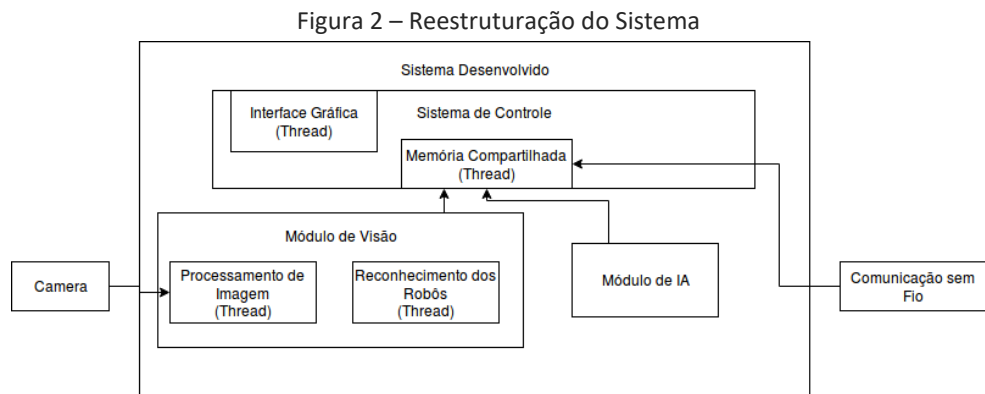 Figura 2 – Reestruturação do Sistema
Sistema Desenvolvido
Interface Gráfica
(Thread)
Sistema de Controle
Memória Compartilhada
(Thread)
Módulo de Visão
Processamento de
Imagem
(Thread)
Reconhecimento dos
Robôs
(Thread)
Módulo de IA
Camera
Comunicação sem
Fio